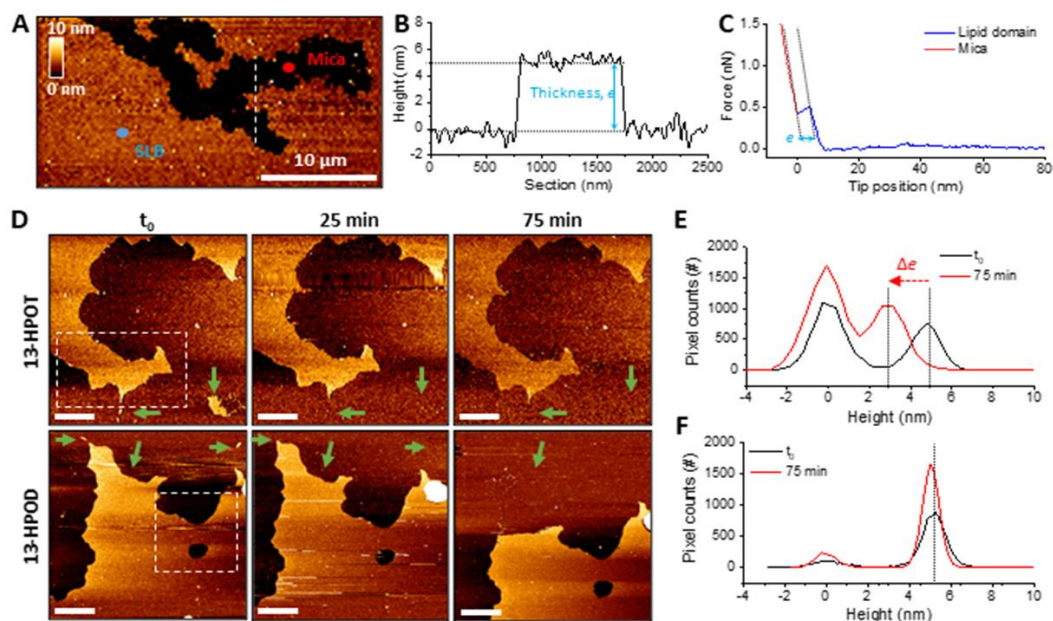 A
10 nm
0 nm
Mica
SLB
10 µm
B
Height (nm)
8
6
4
2
0
-2
Thickness, e
0 500 1000 1500 2000 2500
Section (nm)
C
Force (nN)
1.5
1.0
0.5
0.0
Lipid domain
Mica
e
0 10 20 30 40 50 60 70 80
Tip position (nm)
D
t0 25 min 75 min
13-HPOT
13-HPOD
E
Pixel counts (#)
2000
1500
1000
500
0
t0
75 min
Δe
-4 -2 0 2 4 6 8 10
Height (nm)
F
Pixel counts (#)
2000
1500
1000
500
0
t0
75 min
-4 -2 0 2 4 6 8 10
Height (nm)